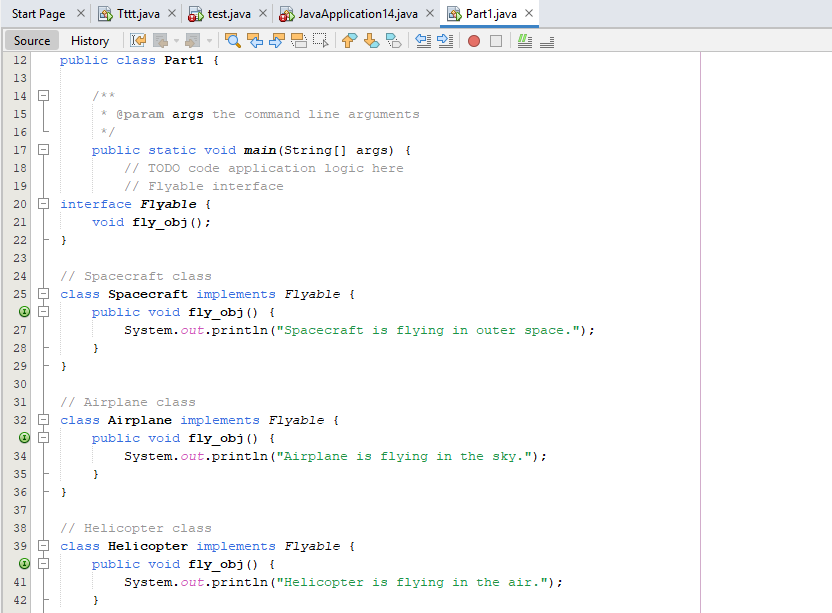 Start Page Tttt.java test.java JavaApplication14.java Part1.java
Source History
12 public class Part1 {
13
14 /**
15 * @param args the command line arguments
16 */
17 public static void main(String[] args) {
18 // TODO code application logic here
19 // Flyable interface
20 interface Flyable {
21 void fly_obj();
22 }
23
24 // Spacecraft class
25 class Spacecraft implements Flyable {
public void fly_obj() {
27 System.out.println("Spacecraft is flying in outer space.");
28 }
29 }
30
31 // Airplane class
32 class Airplane implements Flyable {
public void fly_obj() {
34 System.out.println("Airplane is flying in the sky.");
35 }
36 }
37
38 // Helicopter class
39 class Helicopter implements Flyable {
public void fly_obj() {
41 System.out.println("Helicopter is flying in the air.");
42 }